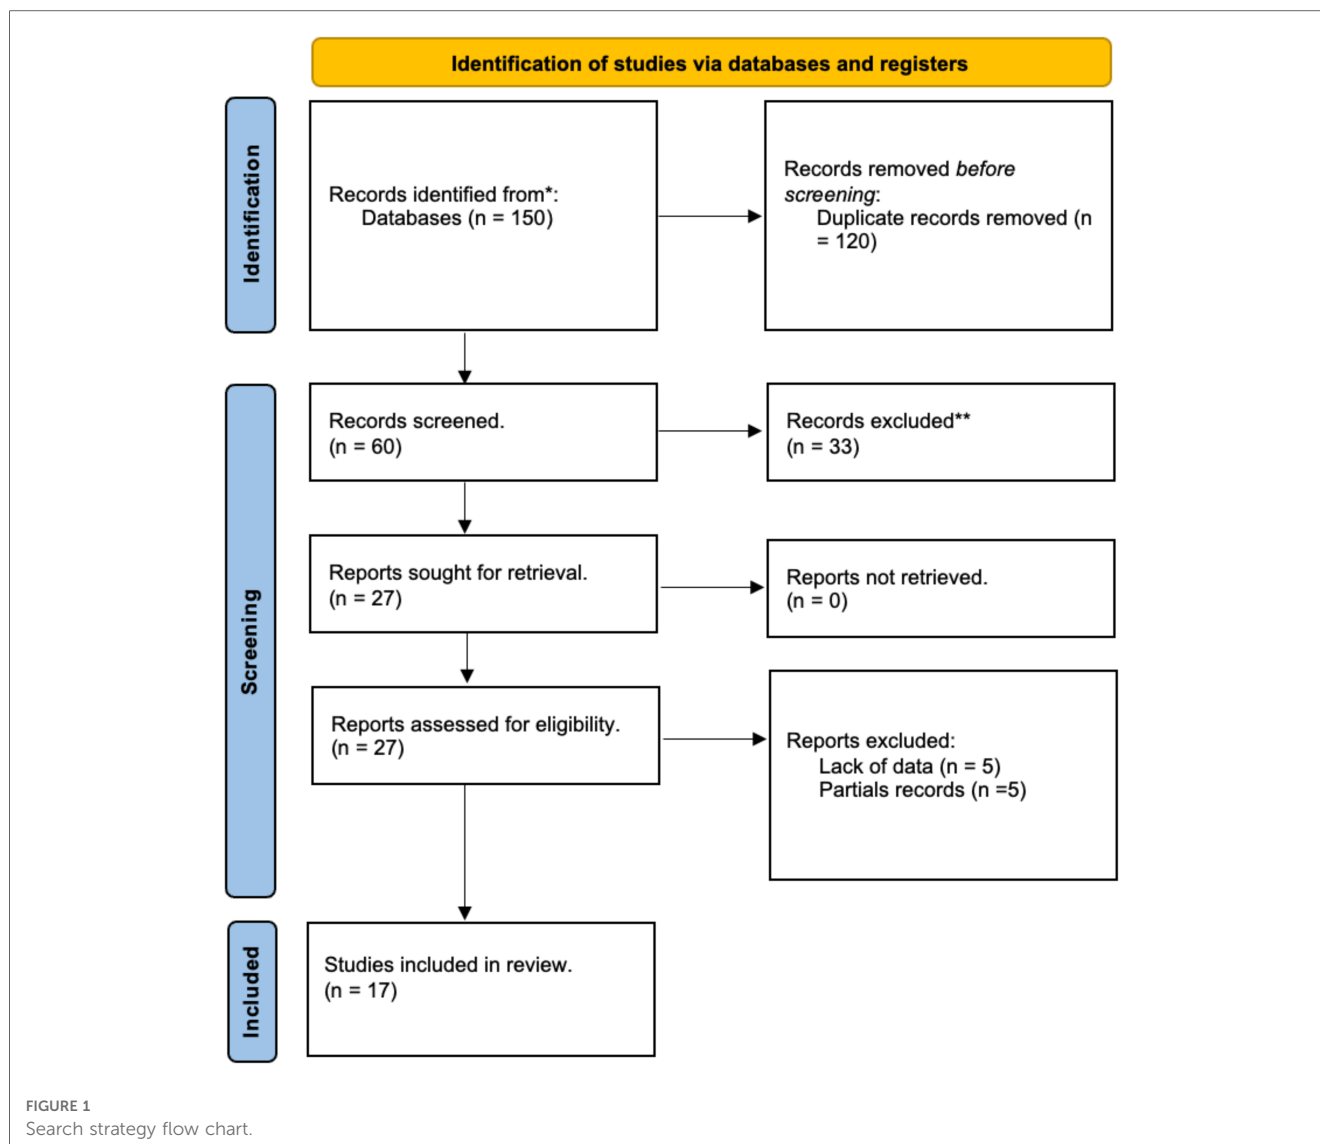 Identification of studies via databases and registers
Identification
Records identified from*:
Databases (n = 150)
Records removed before
screening:
Duplicate records removed (n
= 120)
Screening
Records screened.
(n = 60)
Records excluded**
(n = 33)
Reports sought for retrieval.
(n = 27)
Reports not retrieved.
(n = 0)
Reports assessed for eligibility.
(n = 27)
Reports excluded:
Lack of data (n = 5)
Partials records (n =5)
Included
Studies included in review.
(n = 17)
FIGURE 1
Search strategy flow chart.